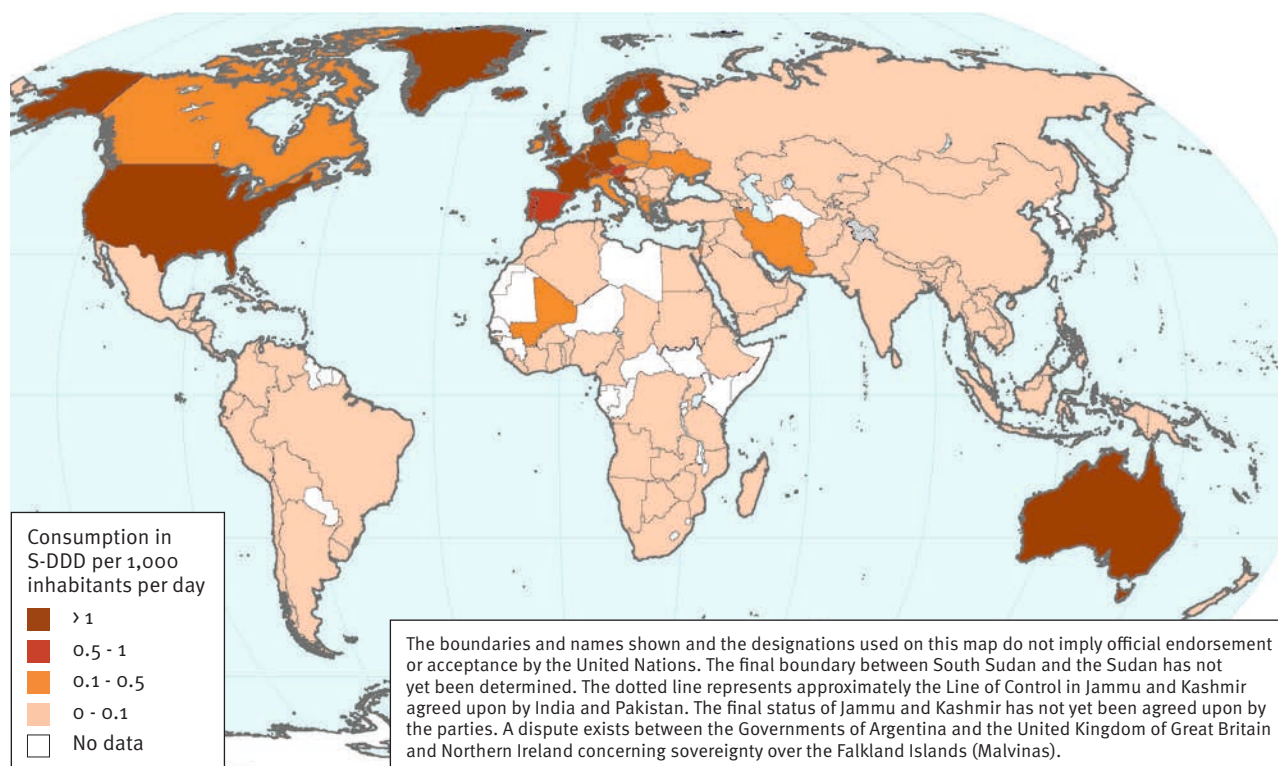 Consumption in
S-DDD per 1,000
inhabitants per day
> 1
0.5 - 1
0.1 - 0.5
0 - 0.1
No data
The boundaries and names shown and the designations used on this map do not imply official endorsement
or acceptance by the United Nations. The final boundary between South Sudan and the Sudan has not
yet been determined. The dotted line represents approximately the Line of Control in Jammu and Kashmir
agreed upon by India and Pakistan. The final status of Jammu and Kashmir has not yet been agreed upon by
the parties. A dispute exists between the Governments of Argentina and the United Kingdom of Great Britain
and Northern Ireland concerning sovereignty over the Falkland Islands (Malvinas).